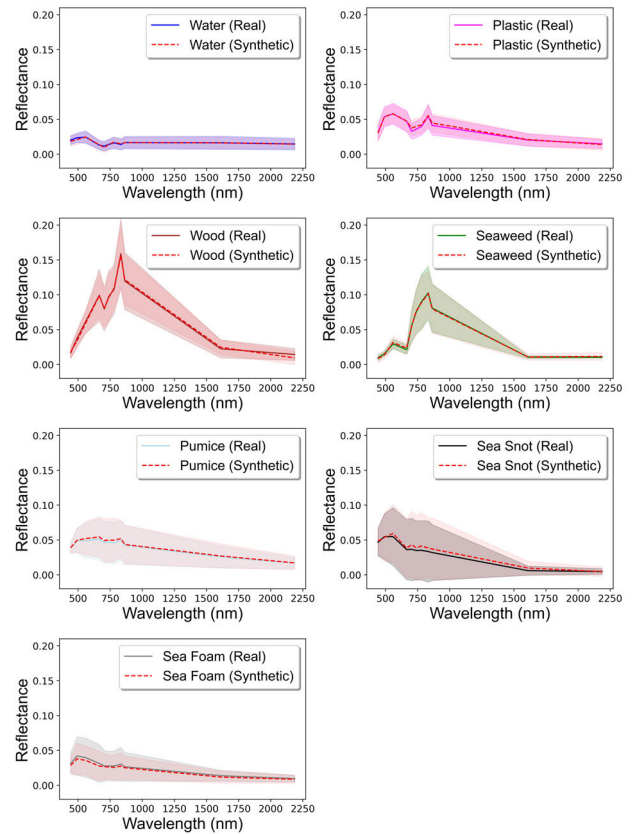 0.20
0.15
0.10
0.05
0.00
Reflectance
Water (Real)
Water (Synthetic)
500 750 1000 1250 1500 1750 2000 2250
Wavelength (nm)
0.20
0.15
0.10
0.05
0.00
Reflectance
Plastic (Real)
Plastic (Synthetic)
500 750 1000 1250 1500 1750 2000 2250
Wavelength (nm)
0.20
0.15
0.10
0.05
0.00
Reflectance
Wood (Real)
Wood (Synthetic)
500 750 1000 1250 1500 1750 2000 2250
Wavelength (nm)
0.20
0.15
0.10
0.05
0.00
Reflectance
Seaweed (Real)
Seaweed (Synthetic)
500 750 1000 1250 1500 1750 2000 2250
Wavelength (nm)
0.20
0.15
0.10
0.05
0.00
Reflectance
Pumice (Real)
Pumice (Synthetic)
500 750 1000 1250 1500 1750 2000 2250
Wavelength (nm)
0.20
0.15
0.10
0.05
0.00
Reflectance
Sea Snot (Real)
Sea Snot (Synthetic)
500 750 1000 1250 1500 1750 2000 2250
Wavelength (nm)
0.20
0.15
0.10
0.05
0.00
Reflectance
Sea Foam (Real)
Sea Foam (Synthetic)
500 750 1000 1250 1500 1750 2000 2250
Wavelength (nm)